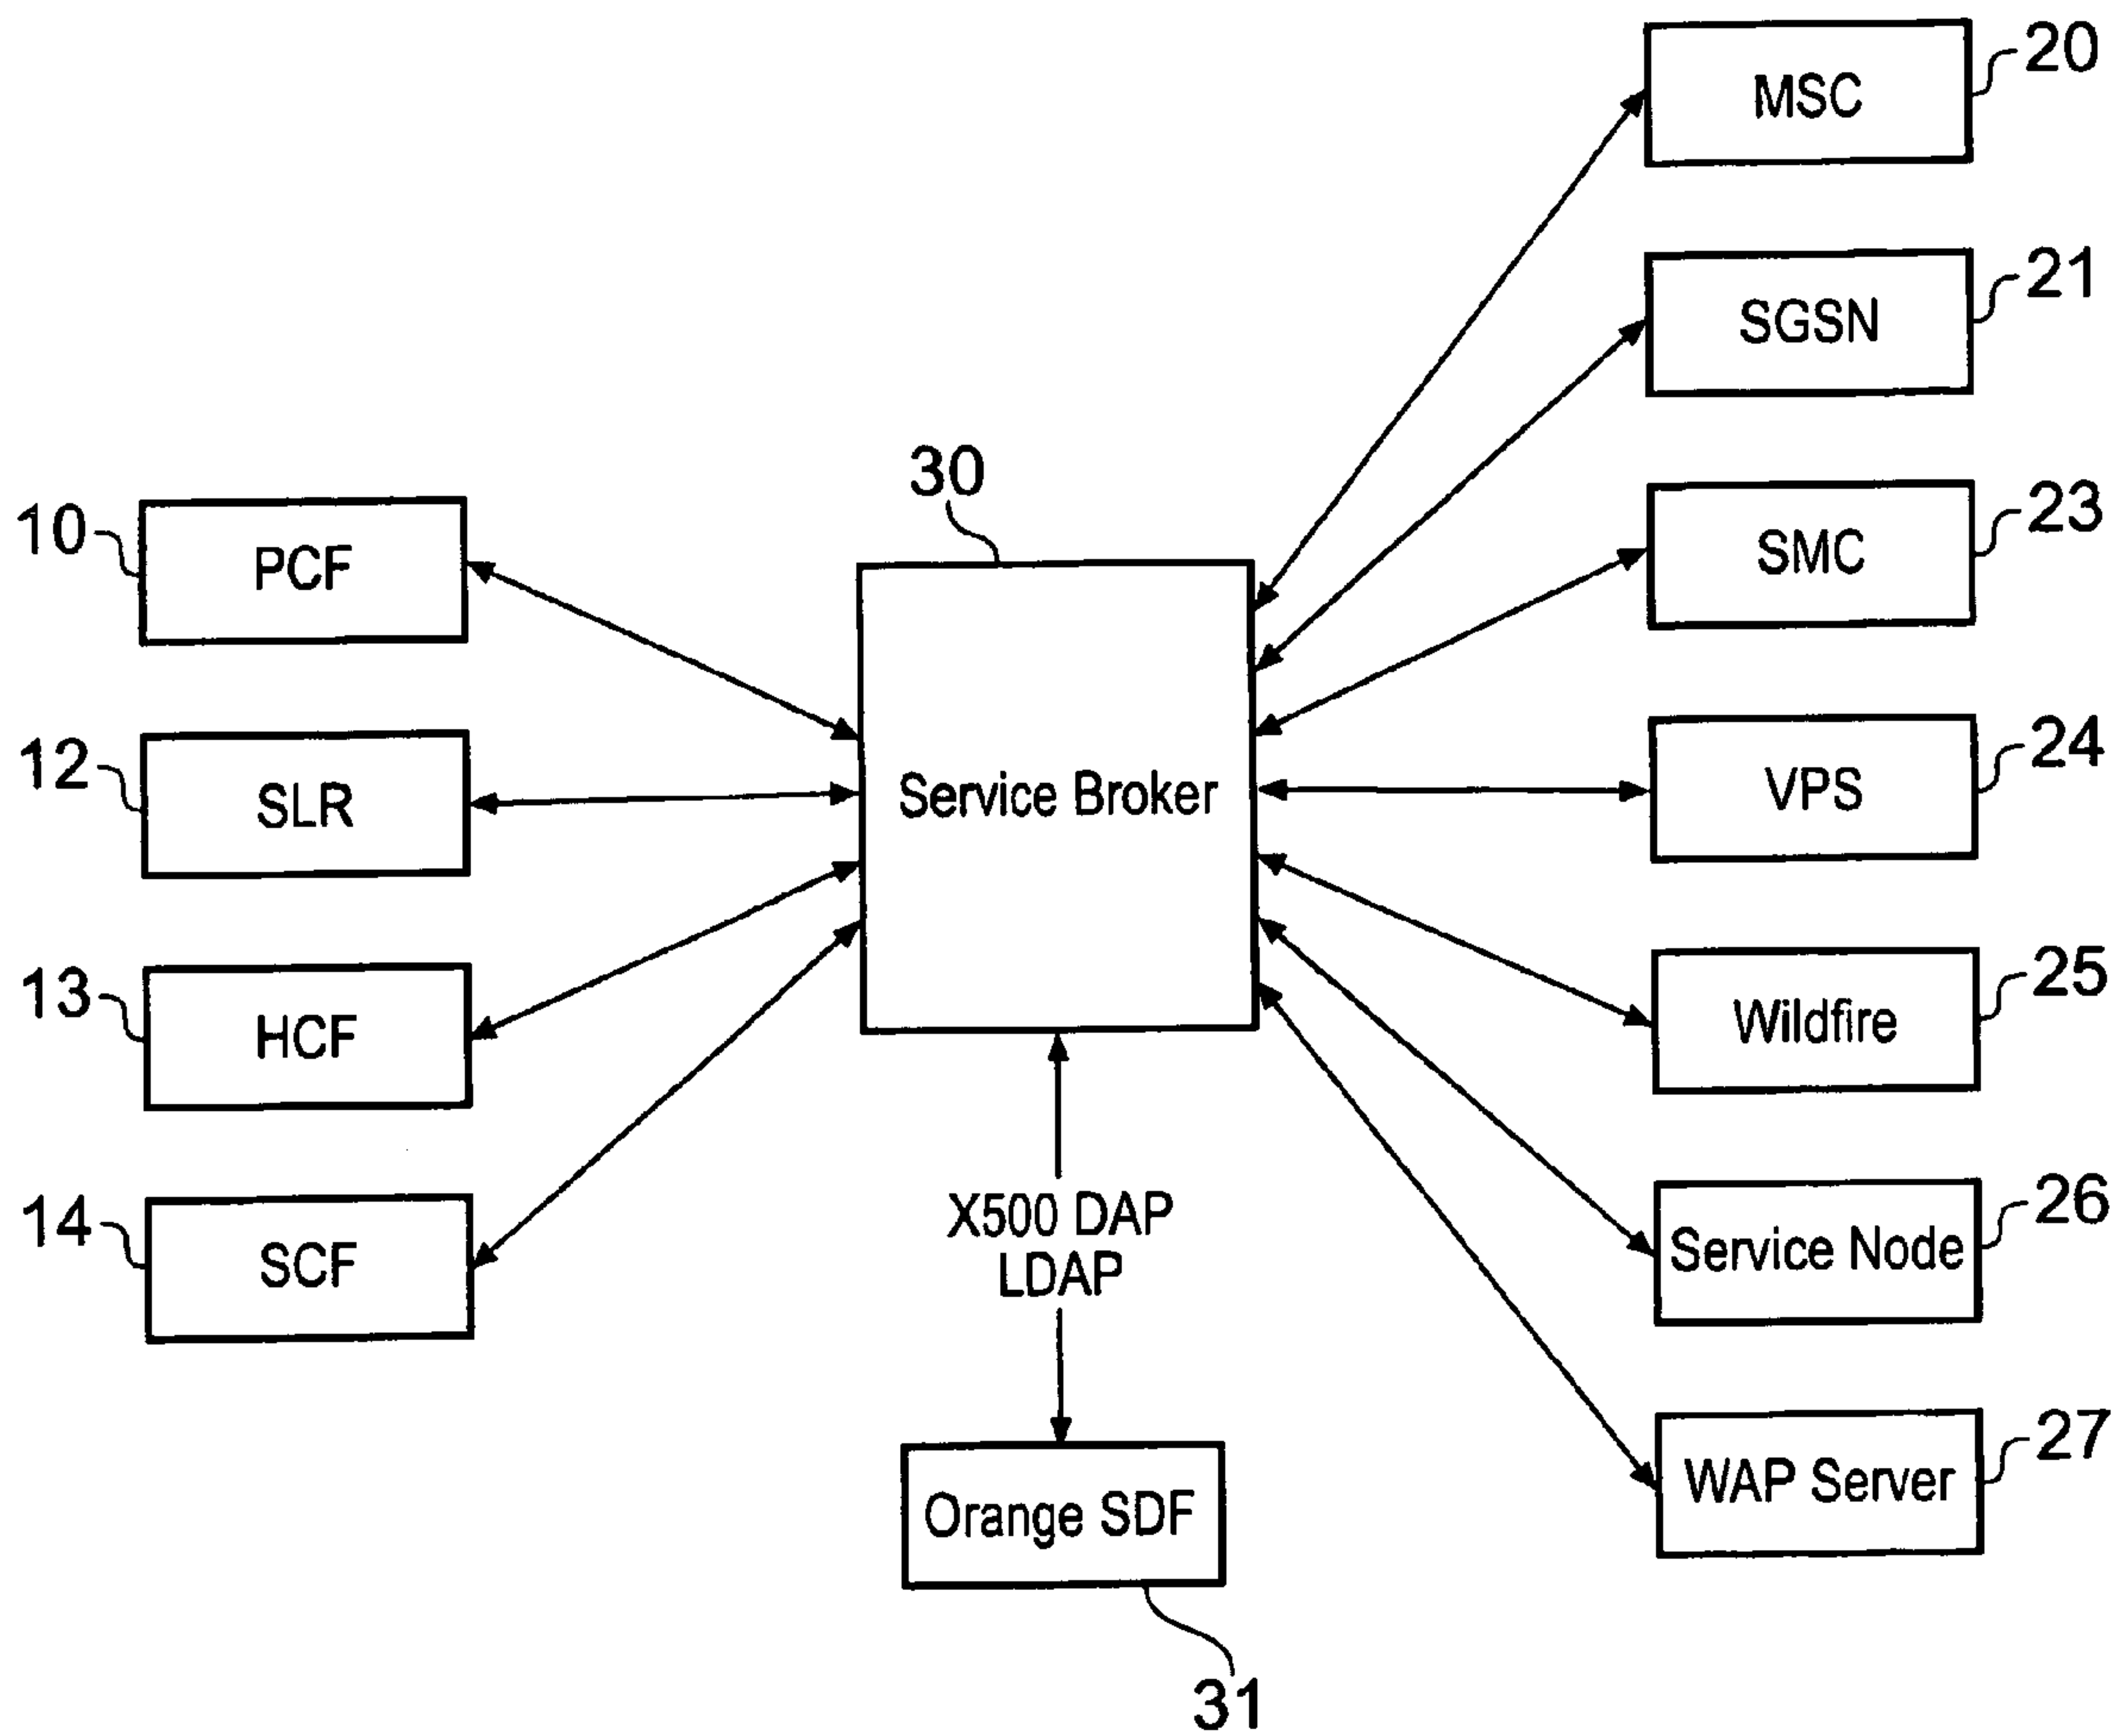 MSC
20
SGSN
21
30
10
PCF
SMC
23
12
SLR
Service Broker
VPS
24
13
HCF
Wildfire
25
14
SCF
X500 DAP
LDAP
Service Node
26
Orange SDF
WAP Server
27
31